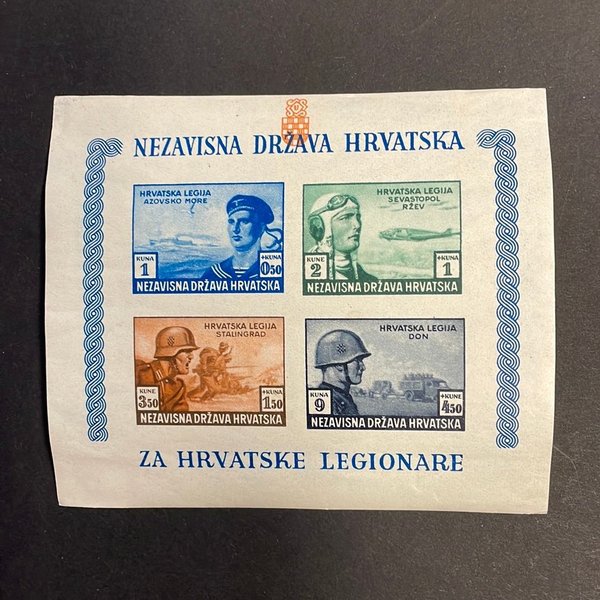 NEZAVISNA DRŽAVA HRVATSKA
HRVATSKA LEGIJA
AZOVSKO MORE
KUNA
1
+KUNA
0.50
NEZAVISNA DRŽAVA HRVATSKA
HRVATSKA LEGIJA
SEVASTOPOL
RŽEV
KUNE
2
+KUNA
1
NEZAVISNA DRŽAVA HRVATSKA
HRVATSKA LEGIJA
STALINGRAD
KUNE
3.50
+KUNA
1.50
NEZAVISNA DRŽAVA HRVATSKA
HRVATSKA LEGIJA
DON
KUNA
9
+KUNE
4.50
NEZAVISNA DRŽAVA HRVATSKA
ZA HRVATSKE LEGIONARE